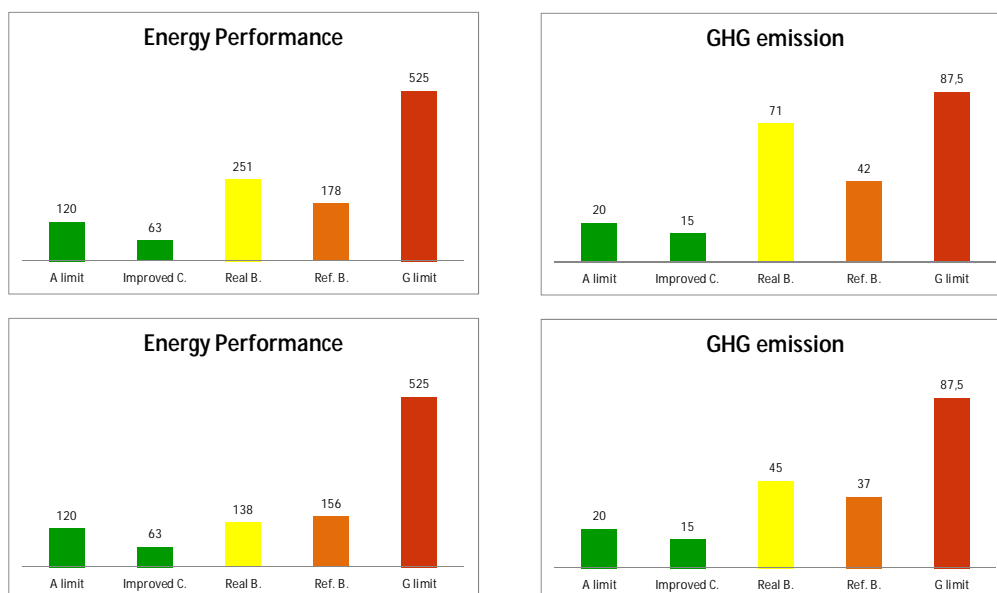 Energy Performance
525
251
178
120
63
A limit Improved C. Real B. Ref. B. G limit
GHG emission
87,5
71
42
20
15
A limit Improved C. Real B. Ref. B. G limit
Energy Performance
525
156
138
120
63
A limit Improved C. Real B. Ref. B. G limit
GHG emission
87,5
45
37
20
15
A limit Improved C. Real B. Ref. B. G limit